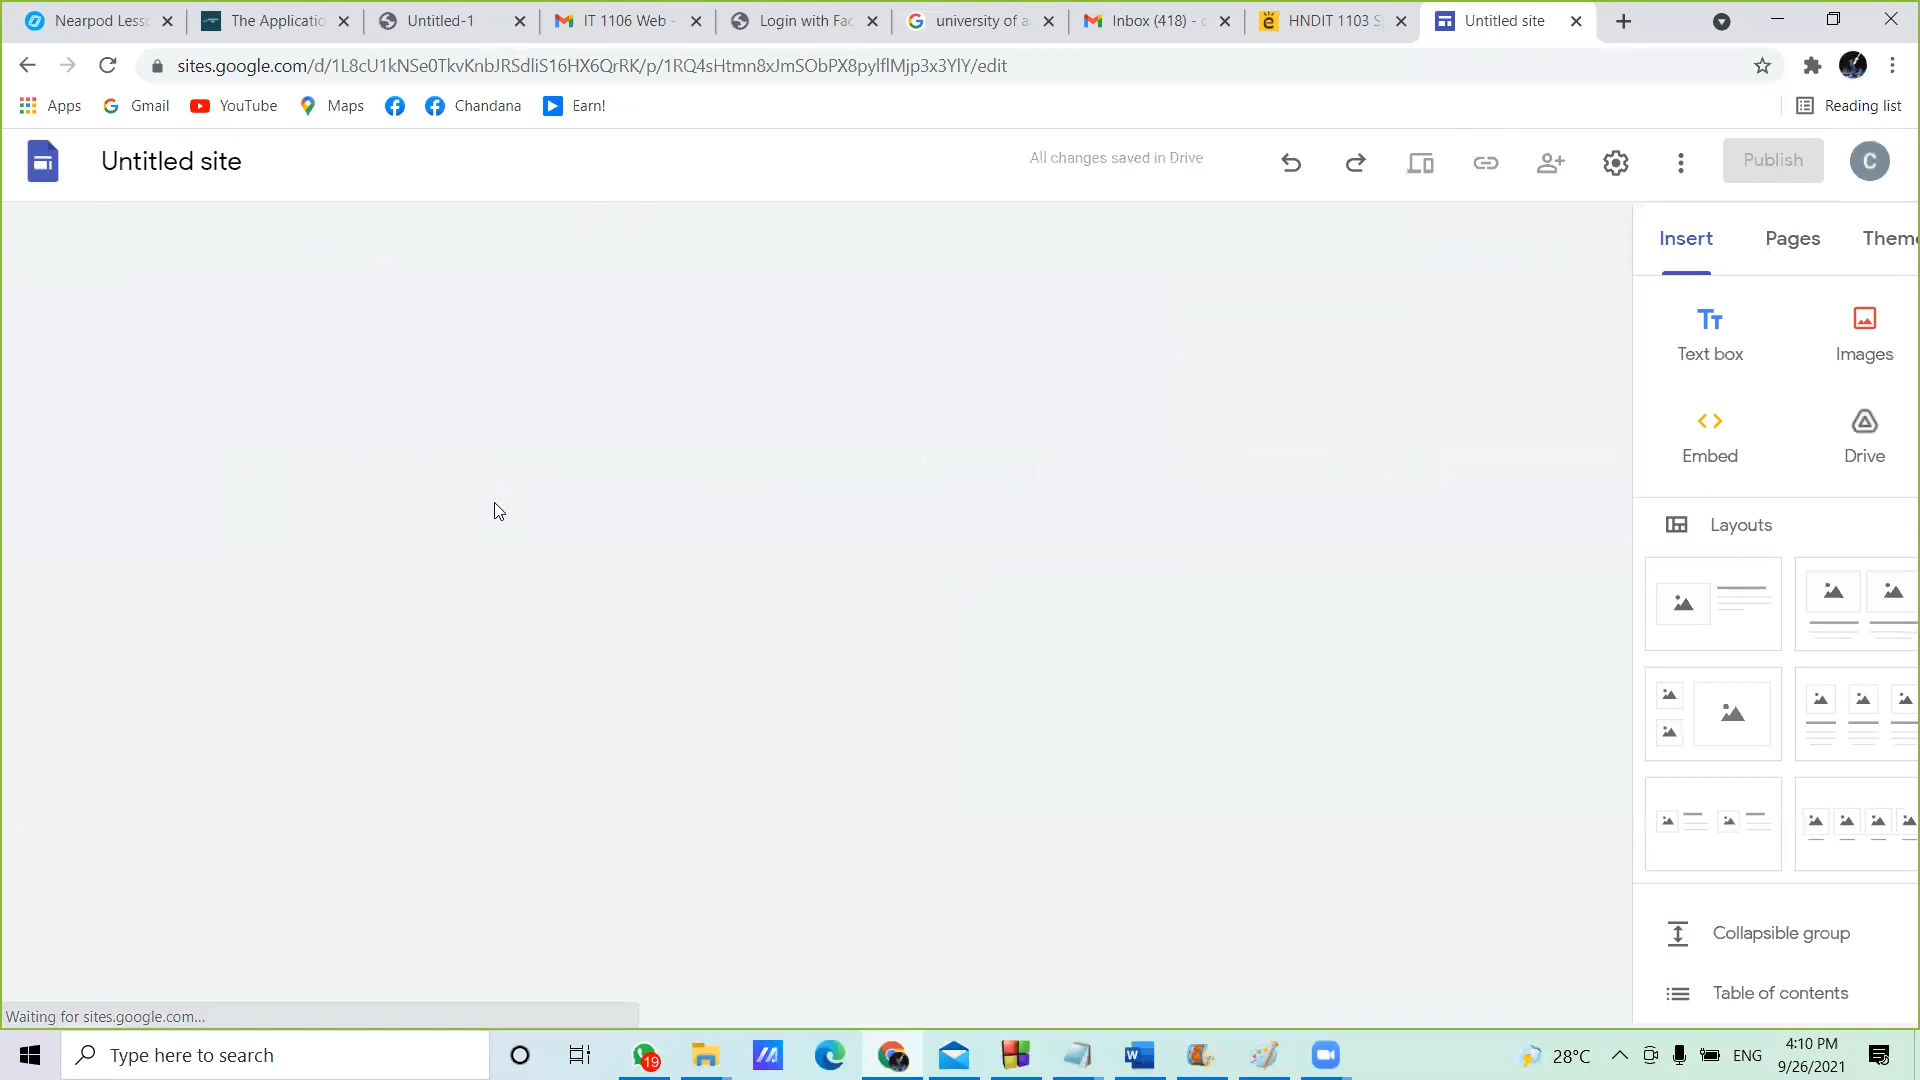 Nearpod Less
The Applicatio
Untitled-1
IT 1106 Web -
Login with Fac
university of a
Inbox (418) - c
HNDIT 1103 S
Untitled site
sites.google.com/d/1L8cU1kNSe0TkvKnbJRSdliS16HX6QrRK/p/1RQ4sHtmn8xJmSObPX8pylflMjp3x3YlY/edit
Apps
Gmail
YouTube
Maps
Chandana
Earn!
Reading list
Untitled site
All changes saved in Drive
Publish
C
Insert
Pages
Theme
Text box
Images
Embed
Drive
Layouts
Collapsible group
Table of contents
Waiting for sites.google.com...
Type here to search
19
28°C
ENG
4:10 PM
9/26/2021